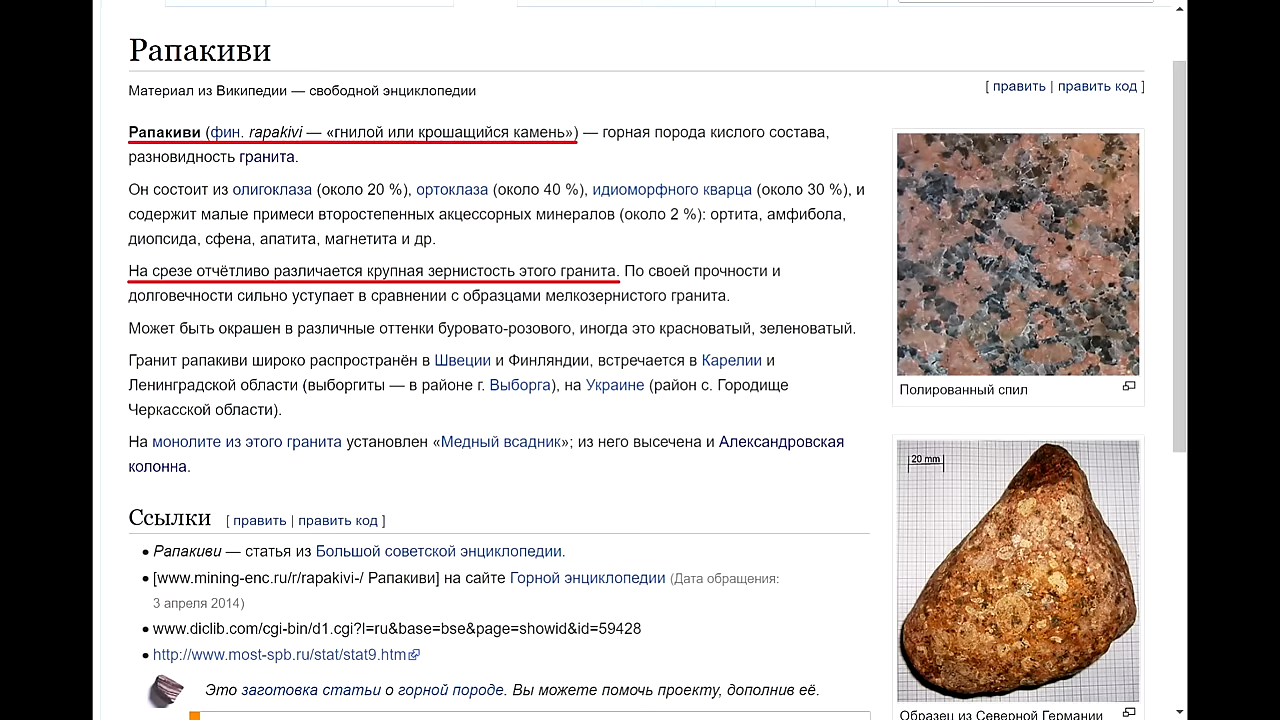 Рапакиви
Материал из Википедии — свободной энциклопедии
[ править | править код ]
Рапакиви (фин. rapakivi — «гнилой или крошащийся камень») — горная порода кислого состава,
разновидность гранита.
Он состоит из олигоклаза (около 20 %), ортоклаза (около 40 %), идиоморфного кварца (около 30 %), и
содержит малые примеси второстепенных акцессорных минералов (около 2 %): ортита, амфибола,
диопсида, сфена, апатита, магнетита и др.
На срезе отчётливо различается крупная зернистость этого гранита. По своей прочности и
долговечности сильно уступает в сравнении с образцами мелкозернистого гранита.
Может быть окрашен в различные оттенки буровато-розового, иногда это красноватый, зеленоватый.
Гранит рапакиви широко распространён в Швеции и Финляндии, встречается в Карелии и
Ленинградской области (выборгиты — в районе г. Выборга), на Украине (район с. Городище
Черкасской области).
На монолите из этого гранита установлен «Медный всадник»; из него высечена и Александровская
колонна.
Ссылки [ править | править код ]
• Рапакиви — статья из Большой советской энциклопедии.
• [www.mining-enc.ru/r/rapakivi-/ Рапакиви] на сайте Горной энциклопедии (Дата обращения:
3 апреля 2014)
• www.diclib.com/cgi-bin/d1.cgi?l=ru&base=bse&page=showid&id=59428
• http://www.most-spb.ru/stat/stat9.htm
Это заготовка статьи о горной породе. Вы можете помочь проекту, дополнив её.
Полированный спил
20 mm
Образец из Северной Германии